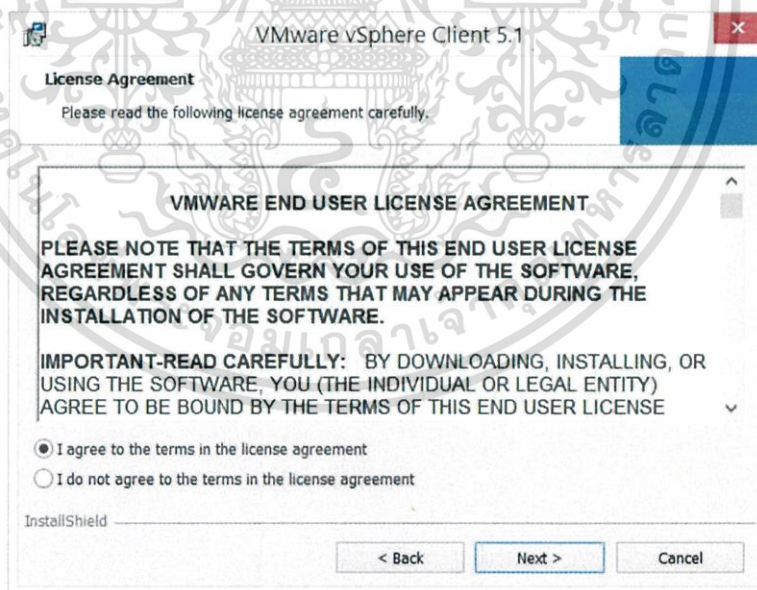 VMware vSphere Client 5.1
License Agreement
Please read the following license agreement carefully.
VMWARE END USER LICENSE AGREEMENT
PLEASE NOTE THAT THE TERMS OF THIS END USER LICENSE
AGREEMENT SHALL GOVERN YOUR USE OF THE SOFTWARE,
REGARDLESS OF ANY TERMS THAT MAY APPEAR DURING THE
INSTALLATION OF THE SOFTWARE.
IMPORTANT-READ CAREFULLY: BY DOWNLOADING, INSTALLING, OR
USING THE SOFTWARE, YOU (THE INDIVIDUAL OR LEGAL ENTITY)
AGREE TO BE BOUND BY THE TERMS OF THIS END USER LICENSE
I agree to the terms in the license agreement
I do not agree to the terms in the license agreement
InstallShield
< Back Next > Cancel